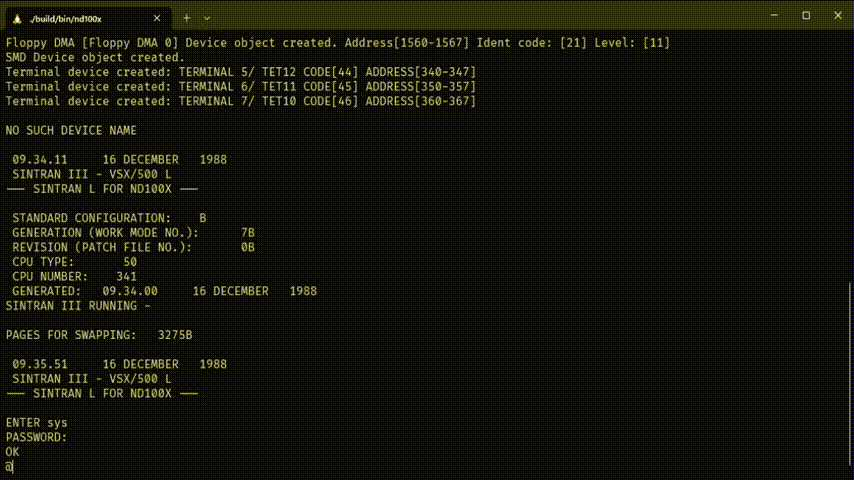 ./build/bin/nd100x
Floppy DMA [Floppy DMA 0] Device object created. Address[1560-1567] Ident code: [21] Level: [11]
SMD Device object created.
Terminal device created: TERMINAL 5/ TET12 CODE[44] ADDRESS[340-347]
Terminal device created: TERMINAL 6/ TET11 CODE[45] ADDRESS[350-357]
Terminal device created: TERMINAL 7/ TET10 CODE[46] ADDRESS[360-367]
NO SUCH DEVICE NAME
09.34.11     16 DECEMBER   1988
SINTRAN III - VSX/500 L
--- SINTRAN L FOR ND100X ---
STANDARD CONFIGURATION:    B
GENERATION (WORK MODE NO.):      7B
REVISION (PATCH FILE NO.):       0B
CPU TYPE:       50
CPU NUMBER:    341
GENERATED:  09.34.00     16 DECEMBER   1988
SINTRAN III RUNNING -
PAGES FOR SWAPPING:   3275B
09.35.51     16 DECEMBER   1988
SINTRAN III - VSX/500 L
--- SINTRAN L FOR ND100X ---
ENTER sys
PASSWORD:
OK
@